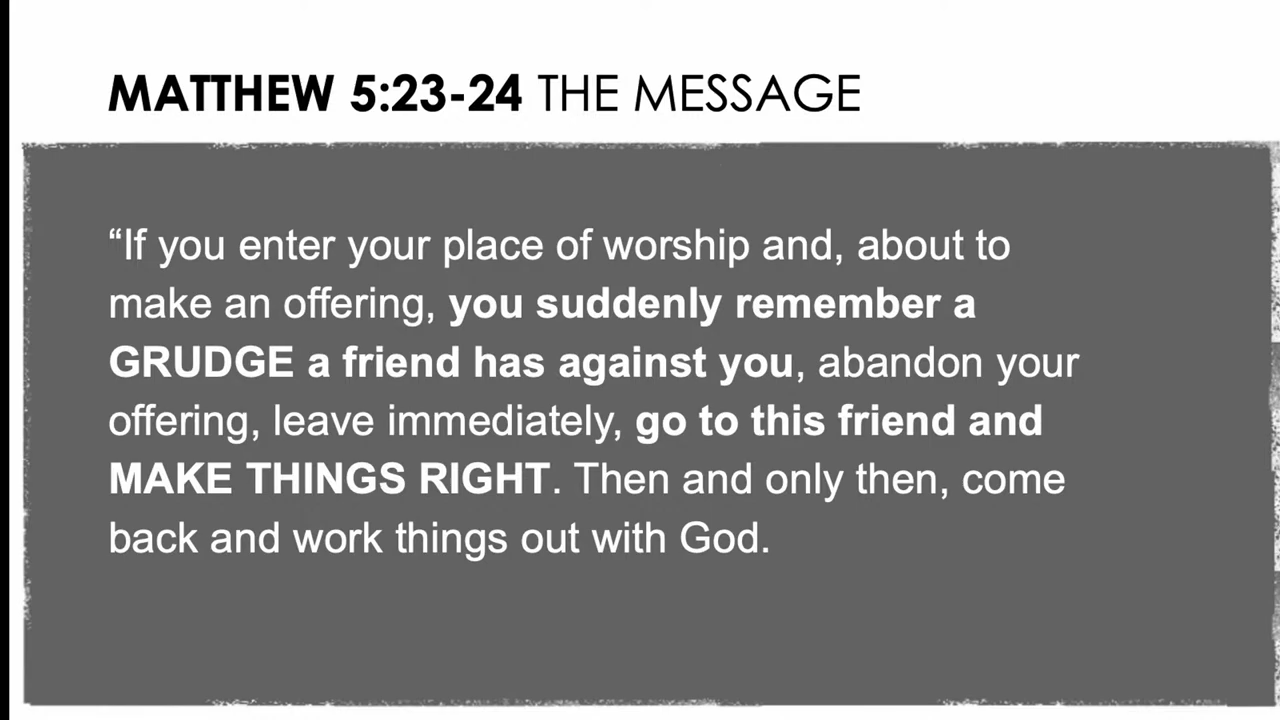 MATTHEW 5:23-24 THE MESSAGE
“If you enter your place of worship and, about to
make an offering, you suddenly remember a
GRUDGE a friend has against you, abandon your
offering, leave immediately, go to this friend and
MAKE THINGS RIGHT. Then and only then, come
back and work things out with God.